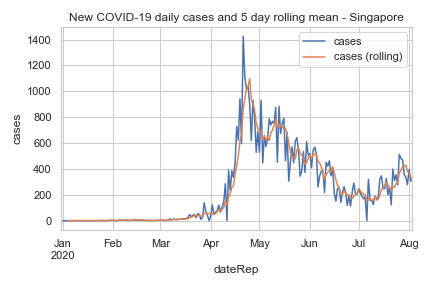 New COVID-19 daily cases and 5 day rolling mean - Singapore
cases
cases (rolling)
1400
1200
1000
800
600
400
200
0
cases
Jan Feb Mar Apr May Jun Jul Aug
2020
dateRep